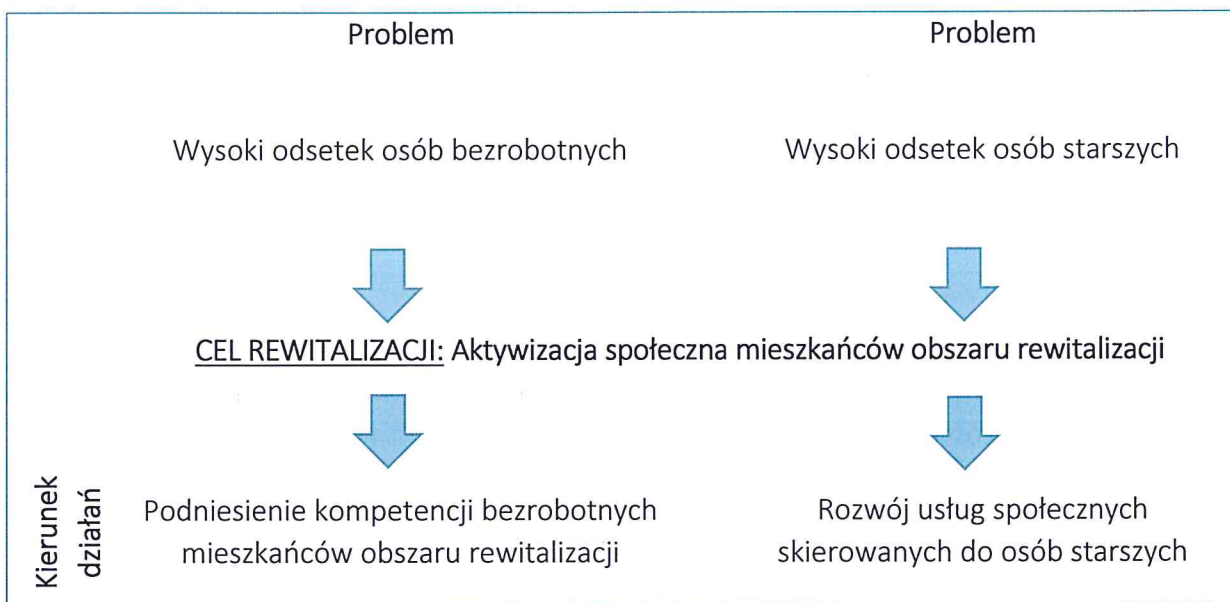 Problem
Problem
Wysoki odsetek osób bezrobotnych
Wysoki odsetek osób starszych
CEL REWITALIZACJI: Aktywizacja społeczna mieszkańców obszaru rewitalizacji
Kierunek
działań
Podniesienie kompetencji bezrobotnych
mieszkańców obszaru rewitalizacji
Rozwój usług społecznych
skierowanych do osób starszych